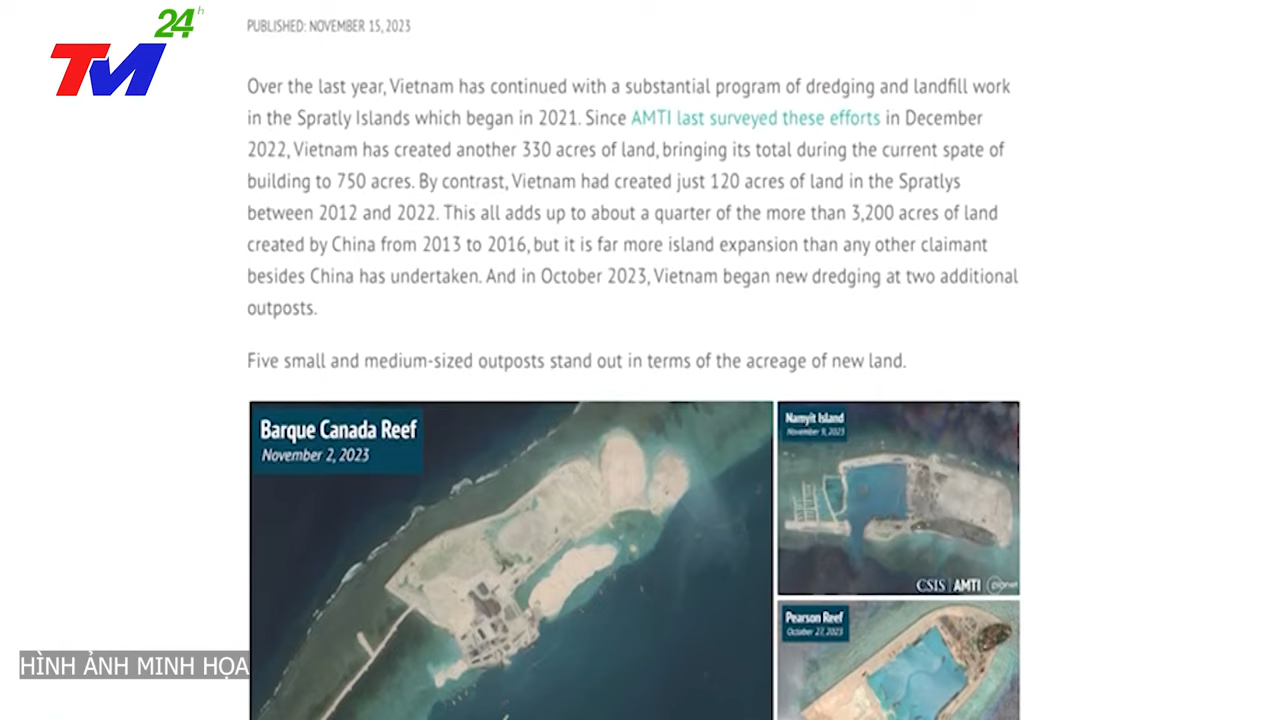 24h
TM
PUBLISHED: NOVEMBER 15, 2023
Over the last year, Vietnam has continued with a substantial program of dredging and landfill work
in the Spratly Islands which began in 2021. Since AMTI last surveyed these efforts in December
2022, Vietnam has created another 330 acres of land, bringing its total during the current spate of
building to 750 acres. By contrast, Vietnam had created just 120 acres of land in the Spratlys
between 2012 and 2022. This all adds up to about a quarter of the more than 3,200 acres of land
created by China from 2013 to 2016, but it is far more island expansion than any other claimant
besides China has undertaken. And in October 2023, Vietnam began new dredging at two additional
outposts.
Five small and medium-sized outposts stand out in terms of the acreage of new land.
Barque Canada Reef
November 2, 2023
Namyit Island
November 9, 2023
CSIS | AMTI planet
Pearson Reef
October 27, 2023
HÌNH ẢNH MINH HỌA